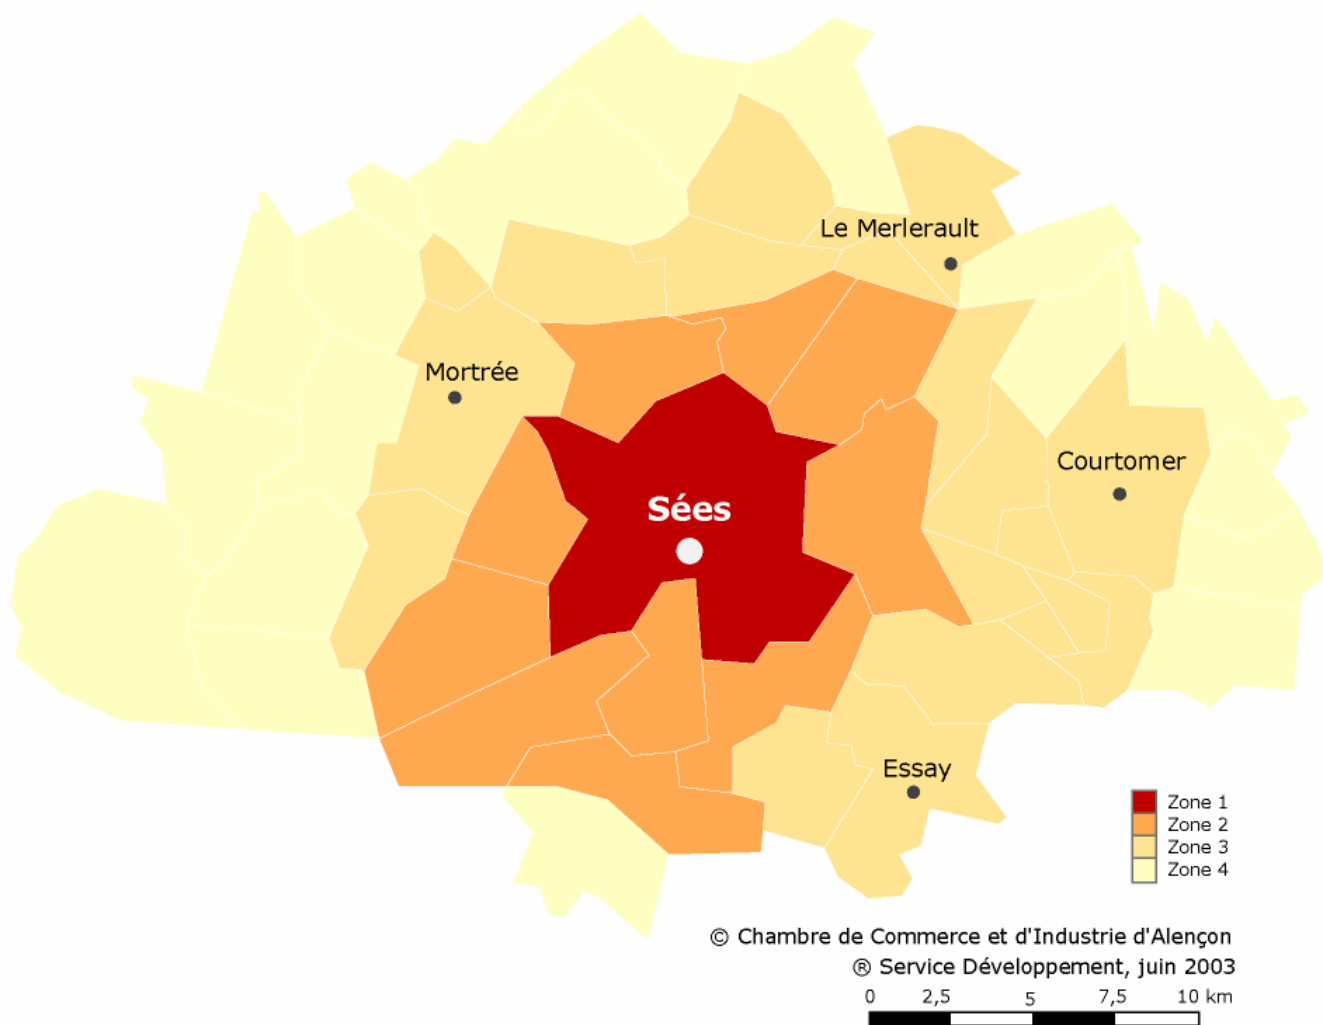 Le Merlerault
Mortrée
Courtomer
Sées
Essay
Zone 1
Zone 2
Zone 3
Zone 4
© Chambre de Commerce et d'Industrie d'Alençon
® Service Développement, juin 2003
0 2,5 5 7,5 10 km